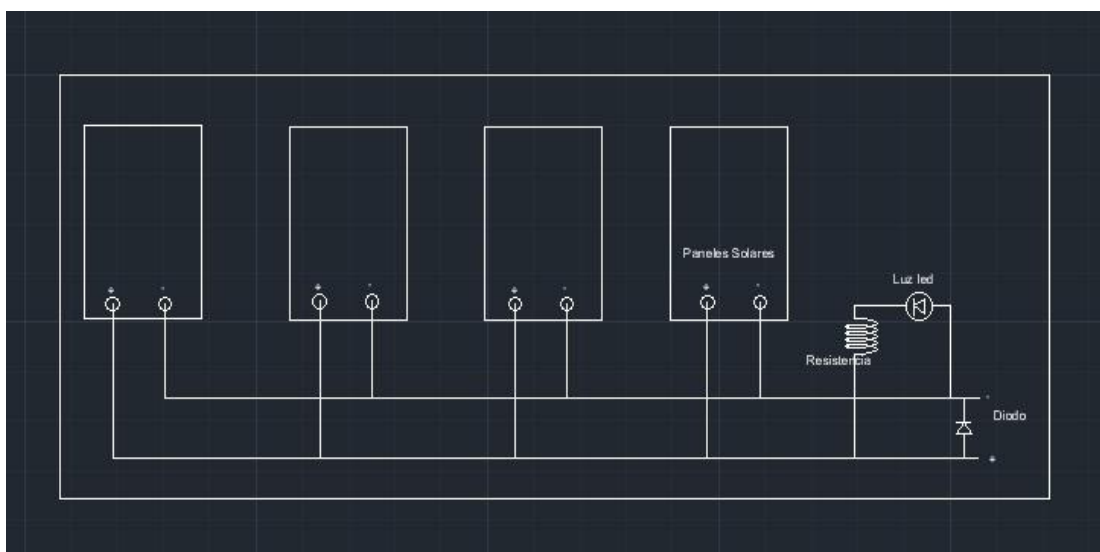 + -
+ -
+ -
+ -
Paneles Solares
Luz led
Resistencia
-
Diodo
+